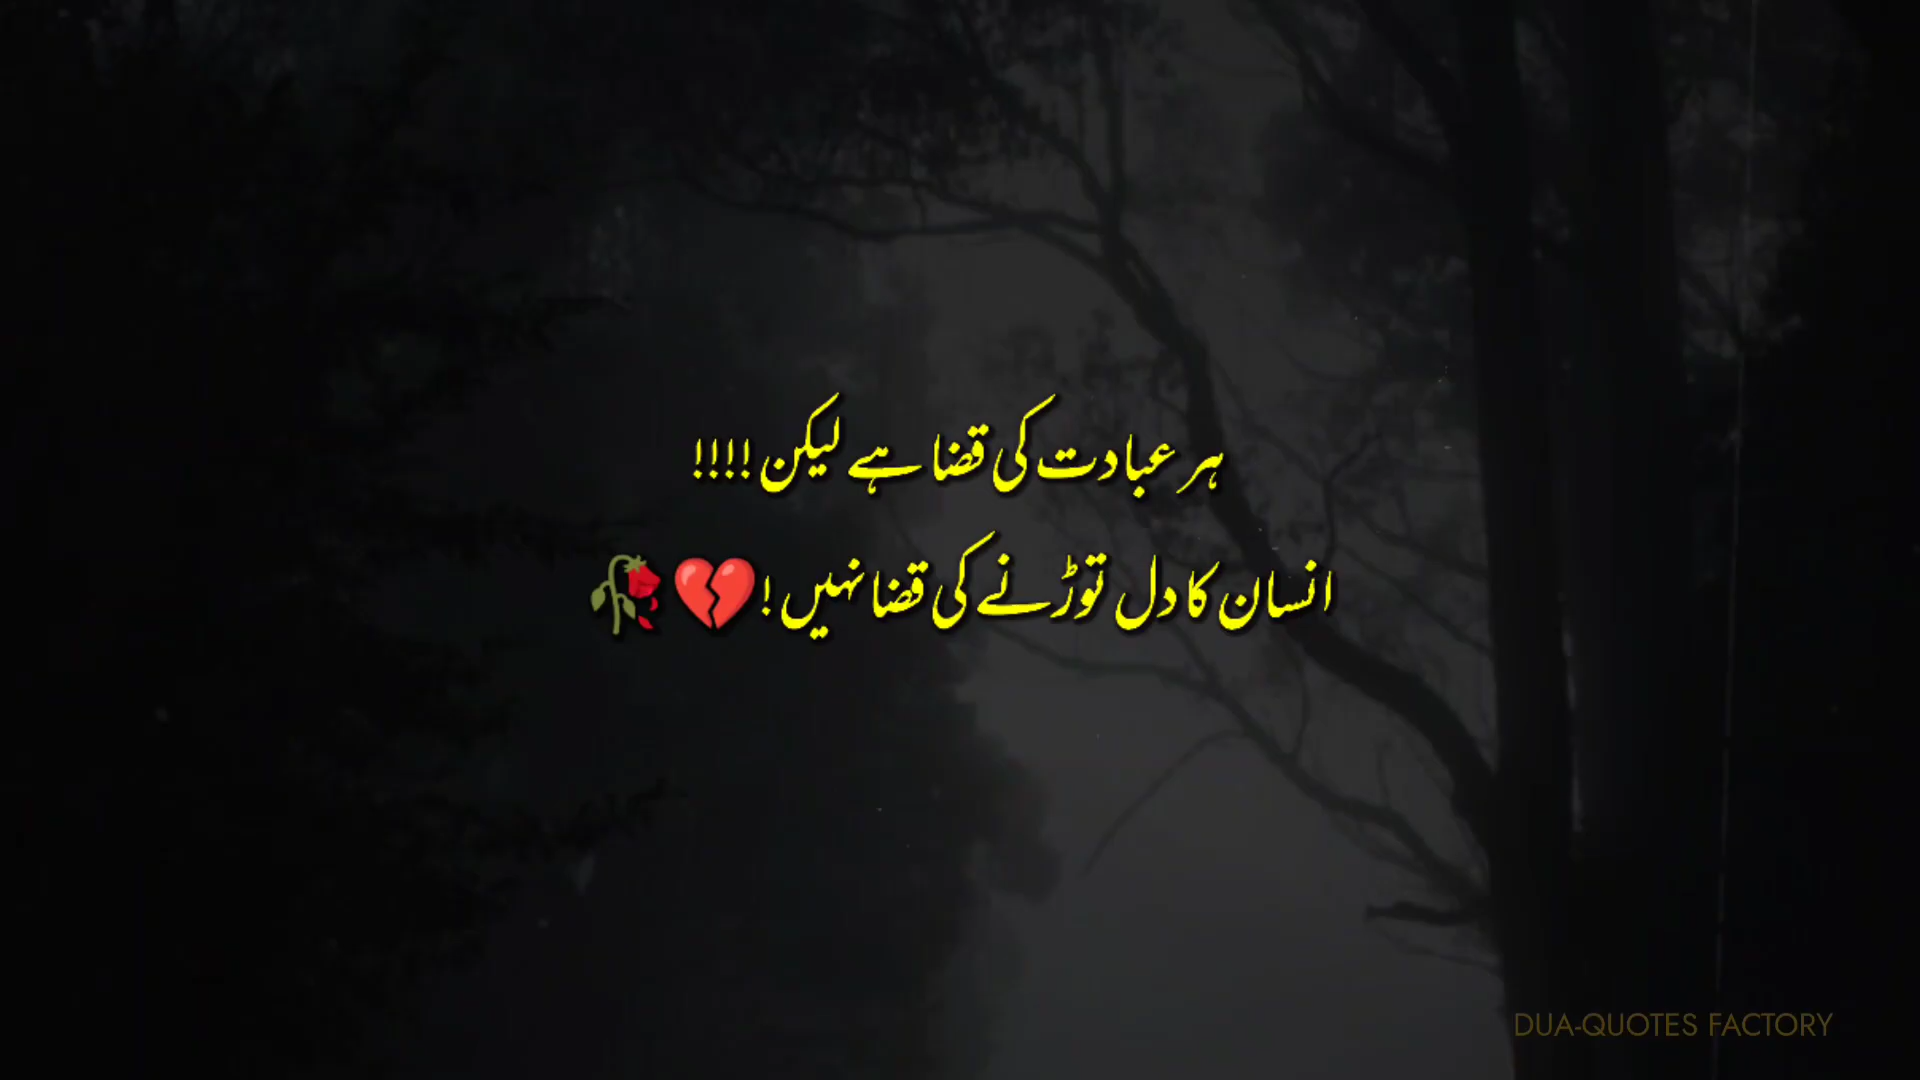 ہر عبادت کی قضا ہے لیکن !!!!
انسان کا دل توڑنے کی قضا نہیں !💔🥀
DUA-QUOTES FACTORY